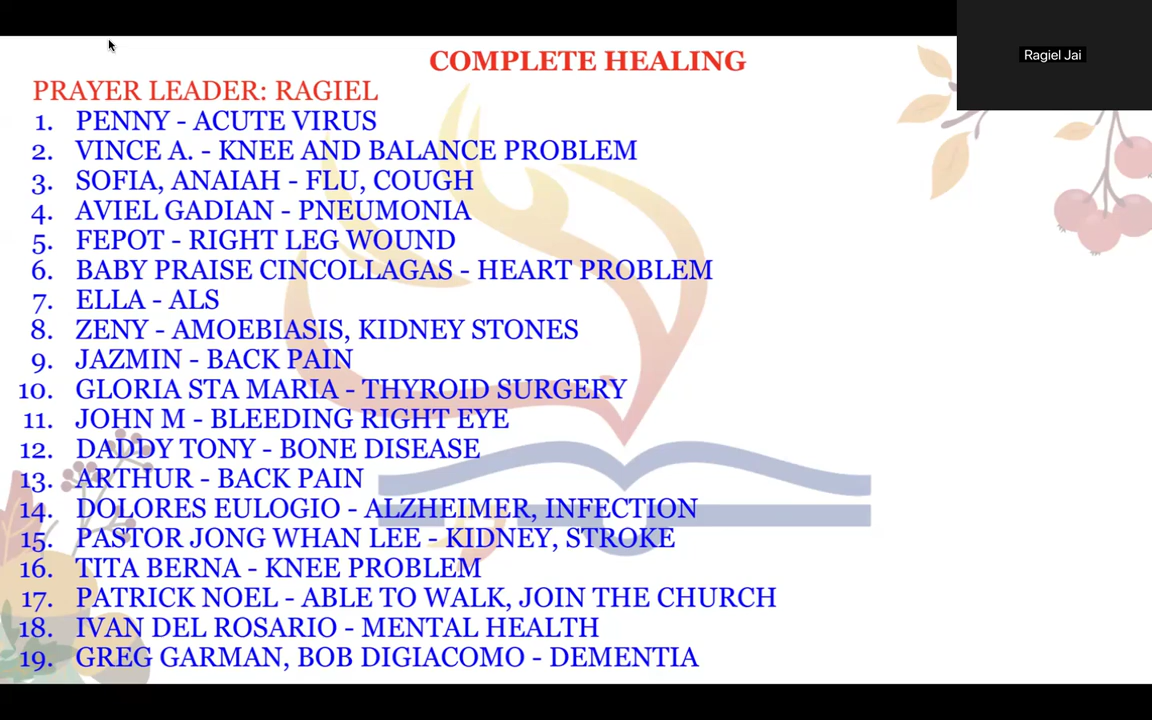 COMPLETE HEALING
Ragiel Jai
PRAYER LEADER: RAGIEL
1. PENNY - ACUTE VIRUS
2. VINCE A. - KNEE AND BALANCE PROBLEM
3. SOFIA, ANAIAH - FLU, COUGH
4. AVIEL GADIAN - PNEUMONIA
5. FEPOT - RIGHT LEG WOUND
6. BABY PRAISE CINCOLLAGAS - HEART PROBLEM
7. ELLA - ALS
8. ZENY - AMOEBIASIS, KIDNEY STONES
9. JAZMIN - BACK PAIN
10. GLORIA STA MARIA - THYROID SURGERY
11. JOHN M - BLEEDING RIGHT EYE
12. DADDY TONY - BONE DISEASE
13. ARTHUR - BACK PAIN
14. DOLORES EULOGIO - ALZHEIMER, INFECTION
15. PASTOR JONG WHAN LEE - KIDNEY, STROKE
16. TITA BERNA - KNEE PROBLEM
17. PATRICK NOEL - ABLE TO WALK, JOIN THE CHURCH
18. IVAN DEL ROSARIO - MENTAL HEALTH
19. GREG GARMAN, BOB DIGIACOMO - DEMENTIA